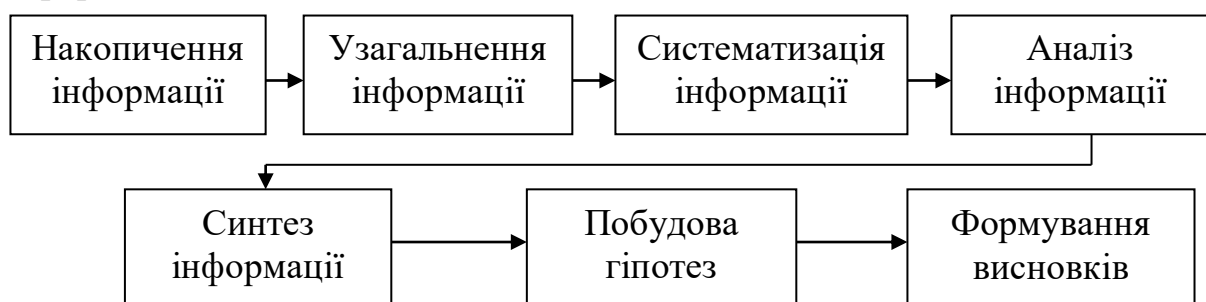 Накопичення
інформації
Узагальнення
інформації
Систематизація
інформації
Аналіз
інформації
Синтез
інформації
Побудова
гіпотез
Формування
висновків